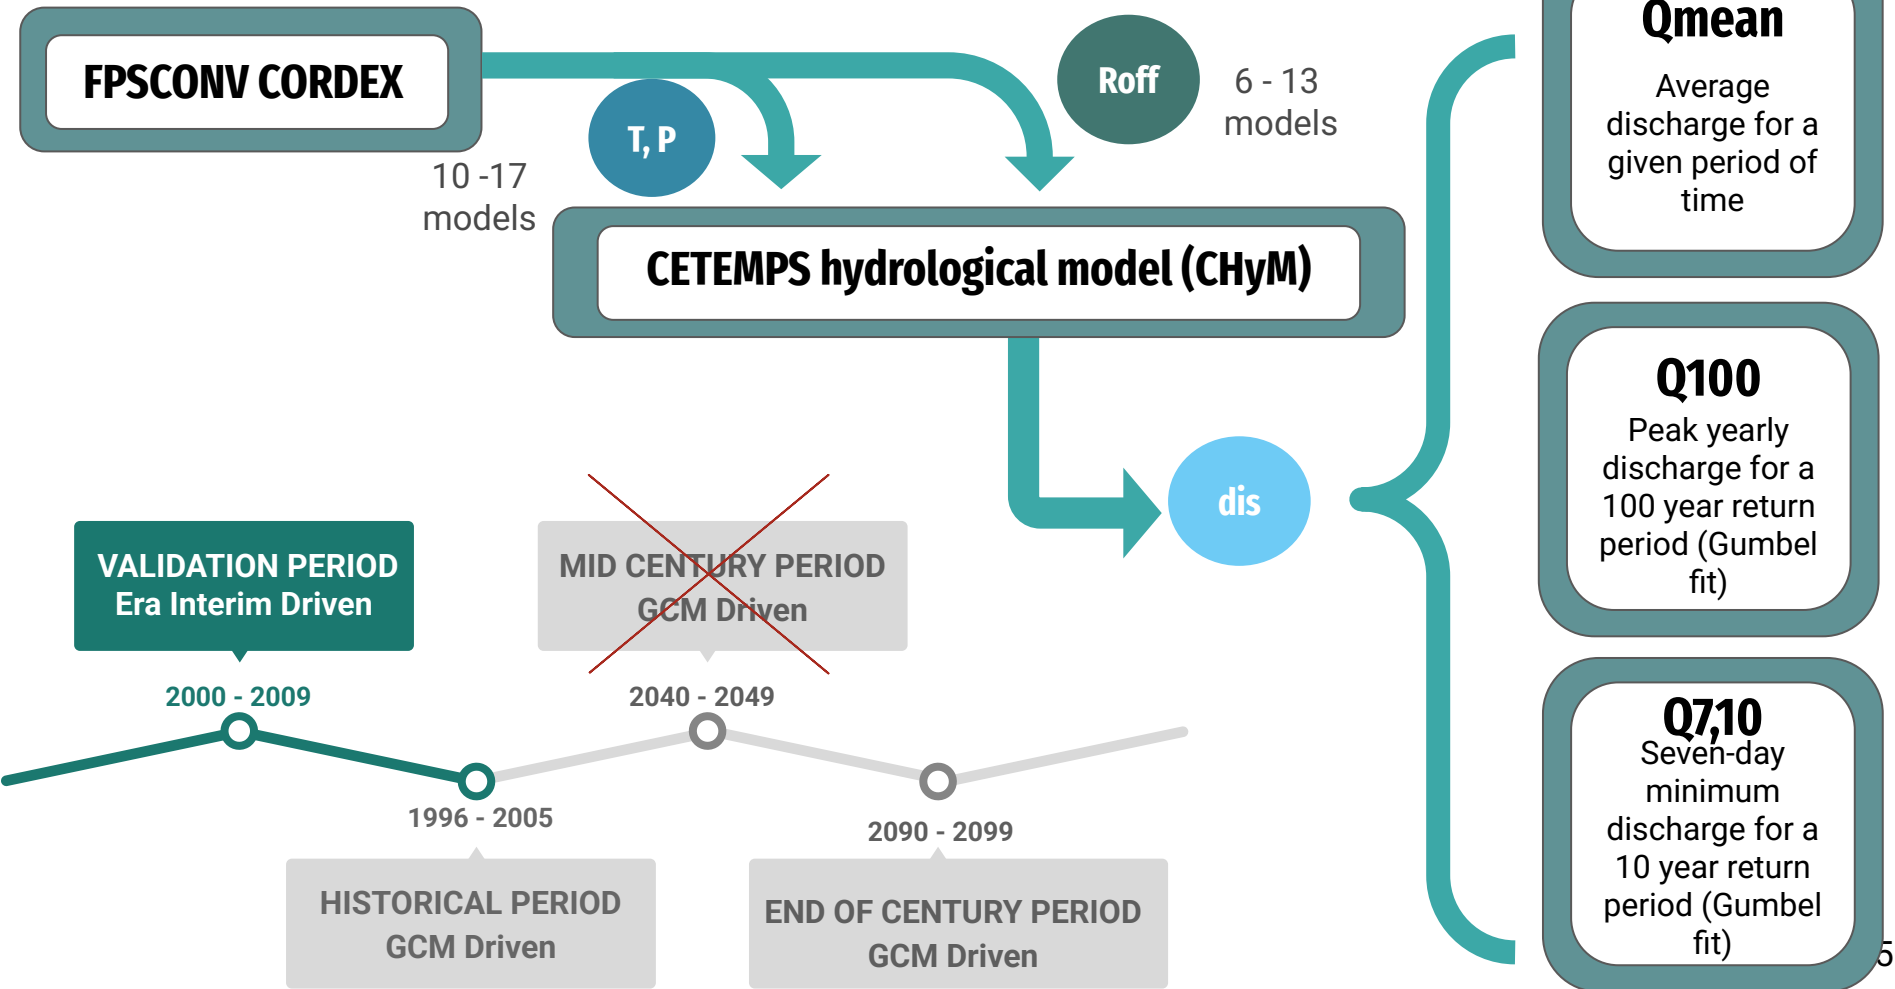 FPSCONV CORDEX
T, P
10 -17
models
Roff
6 - 13
models
CETEMPS hydrological model (CHyM)
dis
Qmean
Average
discharge for a
given period of
time
Q100
Peak yearly
discharge for a
100 year return
period (Gumbel
fit)
Q7,10
Seven-day
minimum
discharge for a
10 year return
period (Gumbel
fit)
VALIDATION PERIOD
Era Interim Driven
2000 - 2009
MID CENTURY PERIOD
GCM Driven
2040 - 2049
1996 - 2005
HISTORICAL PERIOD
GCM Driven
2090 - 2099
END OF CENTURY PERIOD
GCM Driven
5